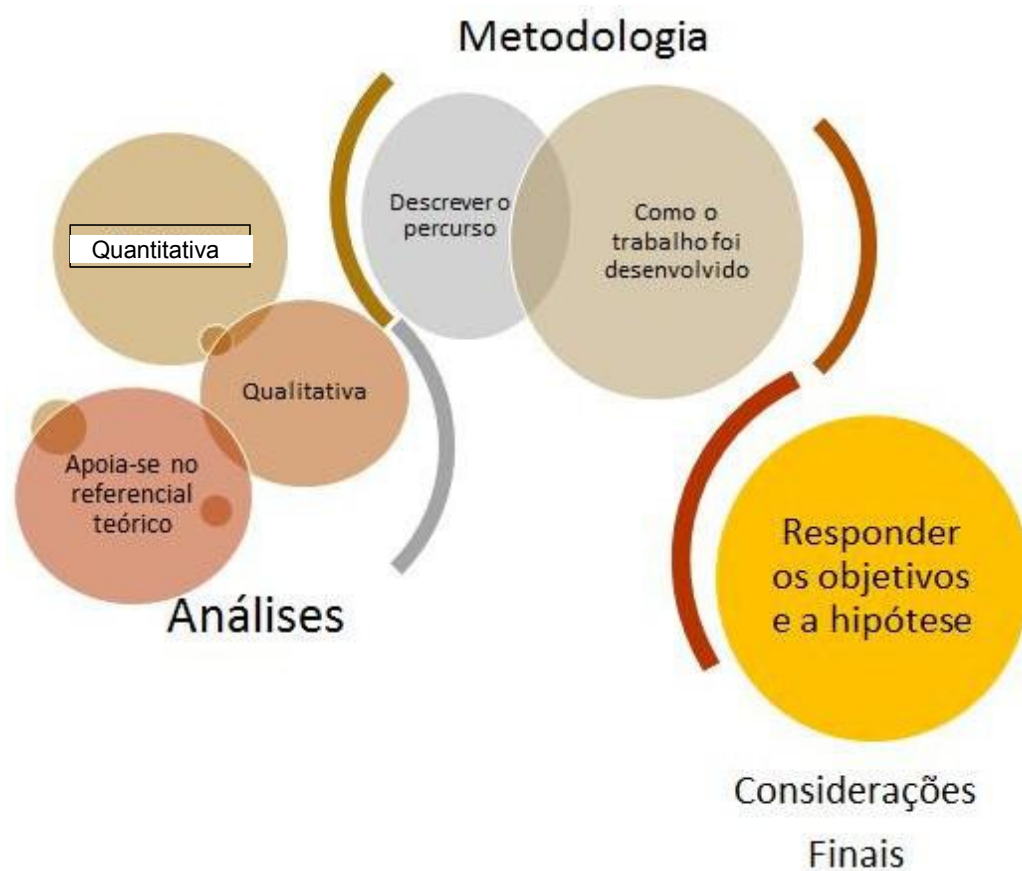 Metodologia
Quantitativa
Qualitativa
Apoia-se no
referencial
teórico
Análises
Descrever o
percurso
Como o
trabalho foi
desenvolvido
Responder
os objetivos
e a hipótese
Considerações
Finais